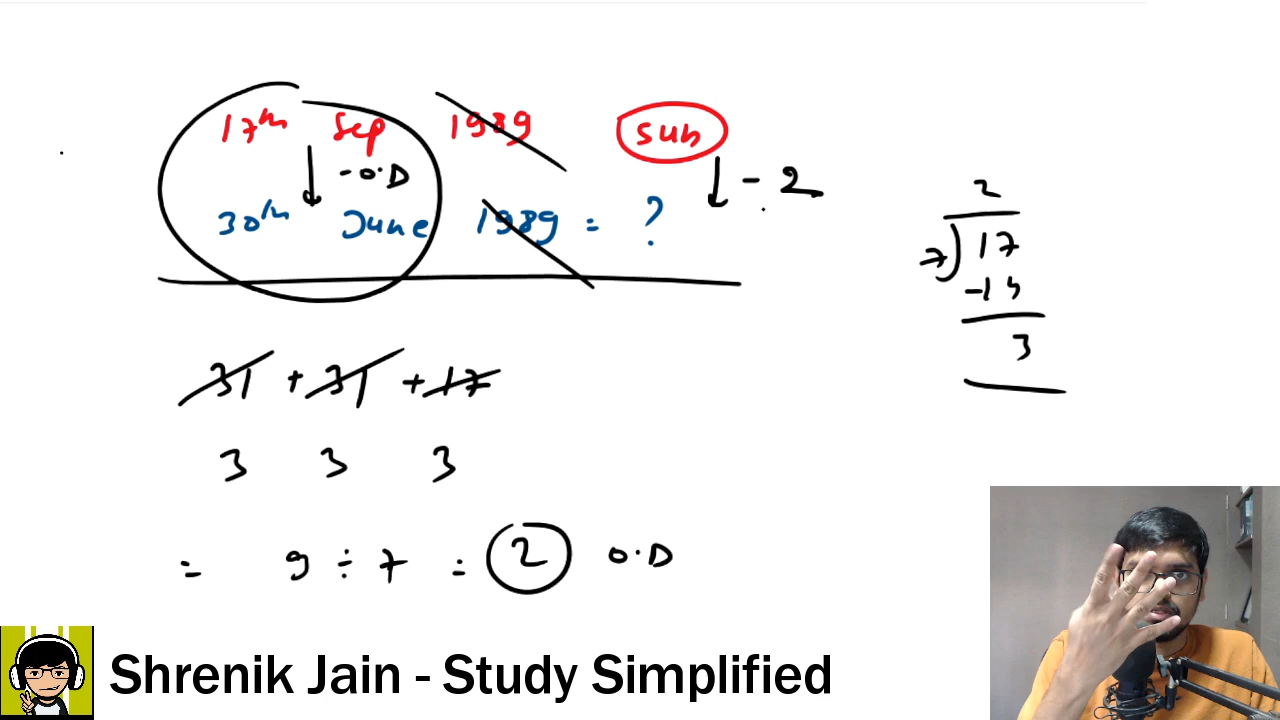 17th Sep 1989 sun
- O.D - 2
30th June 1989 = ?
2
7)17
-14
3
31 + 31 + 17
3 3 3
= 9 ÷ 7 = 2 O.D
Shrenik Jain - Study Simplified